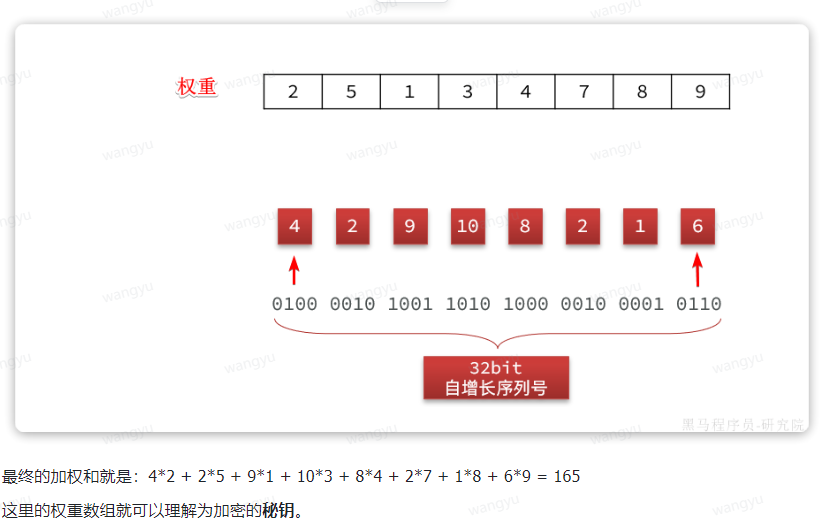 权重 2 5 1 3 4 7 8 9
4 2 9 10 8 2 1 6
0100 0010 1001 1010 1000 0010 0001 0110
32bit
自增长序列号
黑马程序员-研究院
最终的加权和就是：4*2 + 2*5 + 9*1 + 10*3 + 8*4 + 2*7 + 1*8 + 6*9 = 165
这里的权重数组就可以理解为加密的秘钥。
wangyu